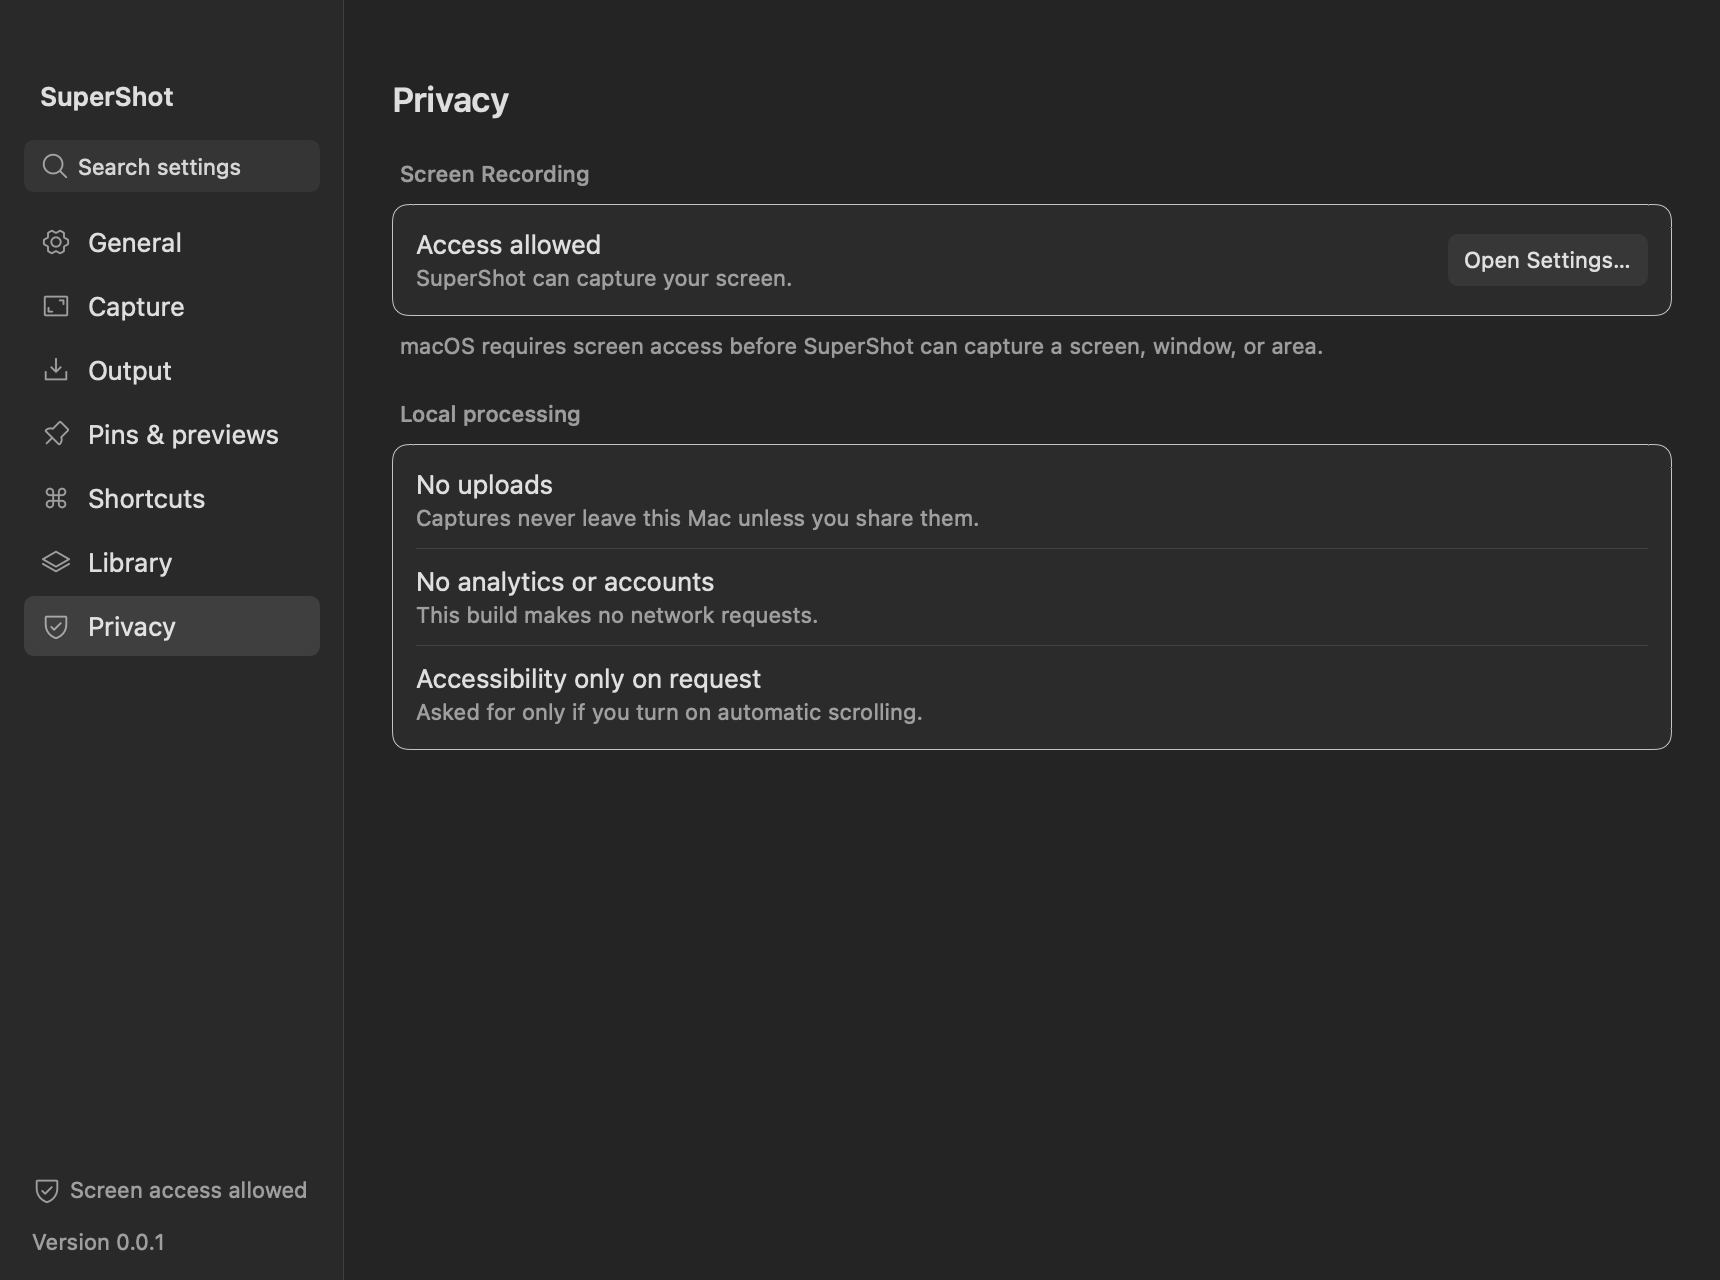 SuperShot
Search settings
General
Capture
Output
Pins & previews
Shortcuts
Library
Privacy
Screen access allowed
Version 0.0.1
Privacy
Screen Recording
Access allowed
SuperShot can capture your screen.
Open Settings...
macOS requires screen access before SuperShot can capture a screen, window, or area.
Local processing
No uploads
Captures never leave this Mac unless you share them.
No analytics or accounts
This build makes no network requests.
Accessibility only on request
Asked for only if you turn on automatic scrolling.